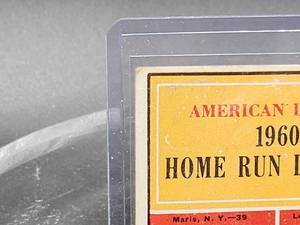 AMERICAN L
1960
HOME RUN L
Maris, N. Y.—39 L